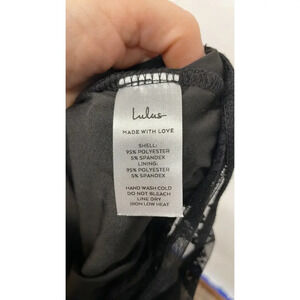 Lulus
MADE WITH LOVE
SHELL:
95% POLYESTER
5% SPANDEX
LINING:
95% POLYESTER
5% SPANDEX
HAND WASH COLD
DO NOT BLEACH
LINE DRY
IRON LOW HEAT